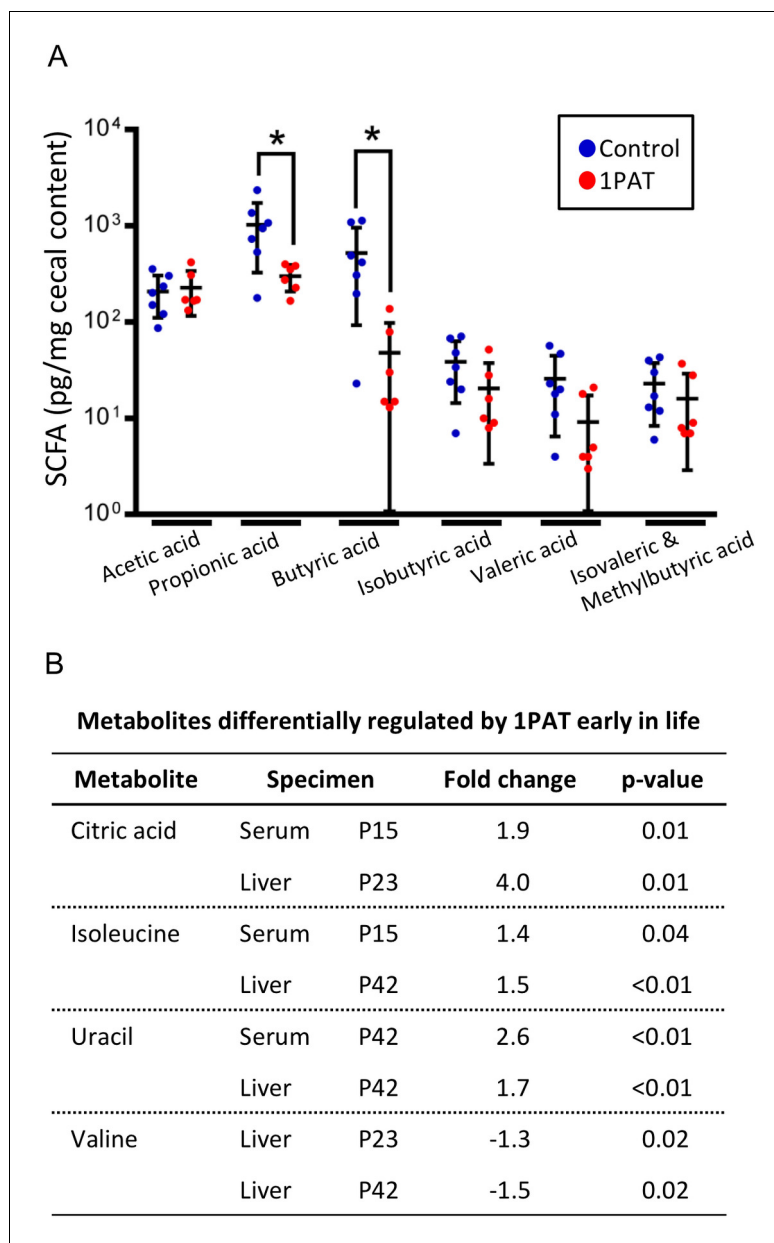 A
SCFA (pg/mg cecal content)
10⁴
10³
10²
10¹
10⁰
* *
Control
1PAT
Acetic acid
Propionic acid
Butyric acid
Isobutyric acid
Valeric acid
Isovaleric &
Methylbutyric acid
B
Metabolites differentially regulated by 1PAT early in life
Metabolite Specimen Fold change p-value
Citric acid Serum P15 1.9 0.01
Liver P23 4.0 0.01
Isoleucine Serum P15 1.4 0.04
Liver P42 1.5 <0.01
Uracil Serum P42 2.6 <0.01
Liver P42 1.7 <0.01
Valine Liver P23 -1.3 0.02
Liver P42 -1.5 0.02